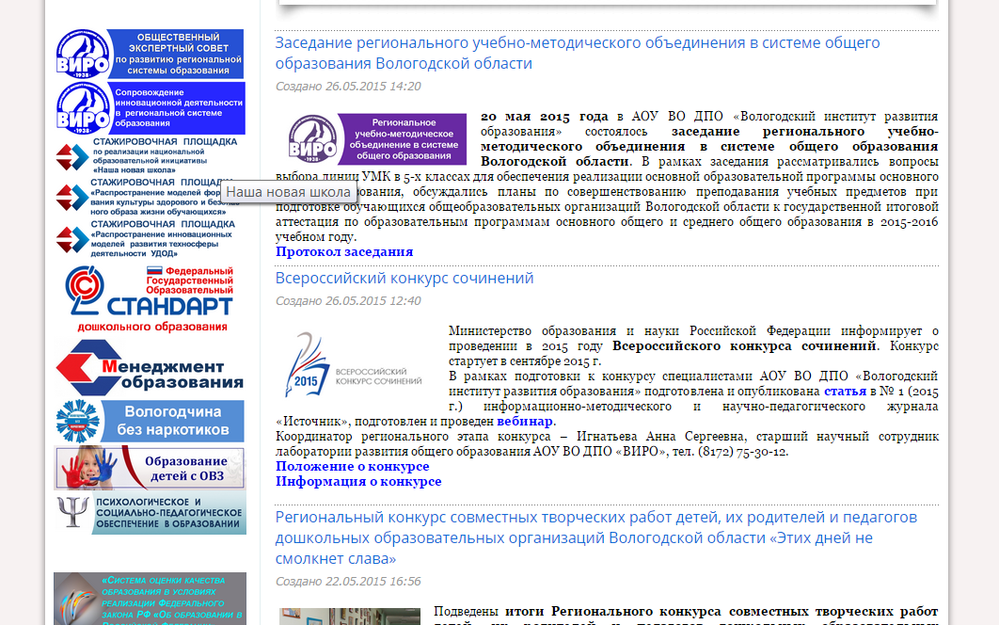 ОБЩЕСТВЕННЫЙ
ЭКСПЕРТНЫЙ СОВЕТ
по развитию региональной
системы образования
ВИРО
1938
Сопровождение
инновационной деятельности
в региональной системе
образования
ВИРО
1938
СТАЖИРОВОЧНАЯ ПЛОЩАДКА
по реализации национальной
образовательной инициативы
«Наша новая школа»
СТАЖИРОВОЧНАЯ ПЛОЩАДКА
«Распространение моделей фор
вания культуры здорового и безопас
ного образа жизни обучающихся»
Наша новая школа
СТАЖИРОВОЧНАЯ ПЛОЩАДКА
«Распространение инновационных
моделей развития техносферы
деятельности УДОД»
Федеральный
Государственный
Образовательный
СТАНДАРТ
дошкольного образования
Менеджмент
образования
Вологодчина
без наркотиков
Образование
детей с ОВЗ
ПСИХОЛОГИЧЕСКОЕ И
СОЦИАЛЬНО-ПЕДАГОГИЧЕСКОЕ
ОБЕСПЕЧЕНИЕ В ОБРАЗОВАНИИ
«Система оценки качества
образования в условиях
реализации Федерального
закона РФ «Об образовании в
Заседание регионального учебно-методического объединения в системе общего
образования Вологодской области
Создано 26.05.2015 14:20
ВИРО
1938
Региональное
учебно-методическое
объединение в системе
общего образования
20 мая 2015 года в АОУ ВО ДПО «Вологодский институт развития
образования» состоялось заседание регионального учебно-
методического объединения в системе общего образования
Вологодской области. В рамках заседания рассматривались вопросы
выбора линии УМК в 5-х классах для обеспечения реализации основной образовательной программы основного
ования, обсуждались планы по совершенствованию преподавания учебных предметов при
подготовке обучающихся общеобразовательных организаций Вологодской области к государственной итоговой
аттестация по образовательным программам основного общего и среднего общего образования в 2015-2016
учебном году.
Протокол заседания
Всероссийский конкурс сочинений
Создано 26.05.2015 12:40
2015
ВСЕРОССИЙСКИЙ
КОНКУРС СОЧИНЕНИЙ
Министерство образования и науки Российской Федерации информирует о
проведении в 2015 году Всероссийского конкурса сочинений. Конкурс
стартует в сентябре 2015 г.
В рамках подготовки к конкурсу специалистами АОУ ВО ДПО «Вологодский
институт развития образования» подготовлена и опубликована статья в № 1 (2015
г.) информационно-методического и научно-педагогического журнала
«Источник», подготовлен и проведен вебинар.
Координатор регионального этапа конкурса – Игнатьева Анна Сергеевна, старший научный сотрудник
лаборатории развития общего образования АОУ ВО ДПО «ВИРО», тел. (8172) 75-30-12.
Положение о конкурсе
Информация о конкурсе
Региональный конкурс совместных творческих работ детей, их родителей и педагогов
дошкольных образовательных организаций Вологодской области «Этих дней не
смолкнет слава»
Создано 22.05.2015 16:56
Подведены итоги Регионального конкурса совместных творческих работ